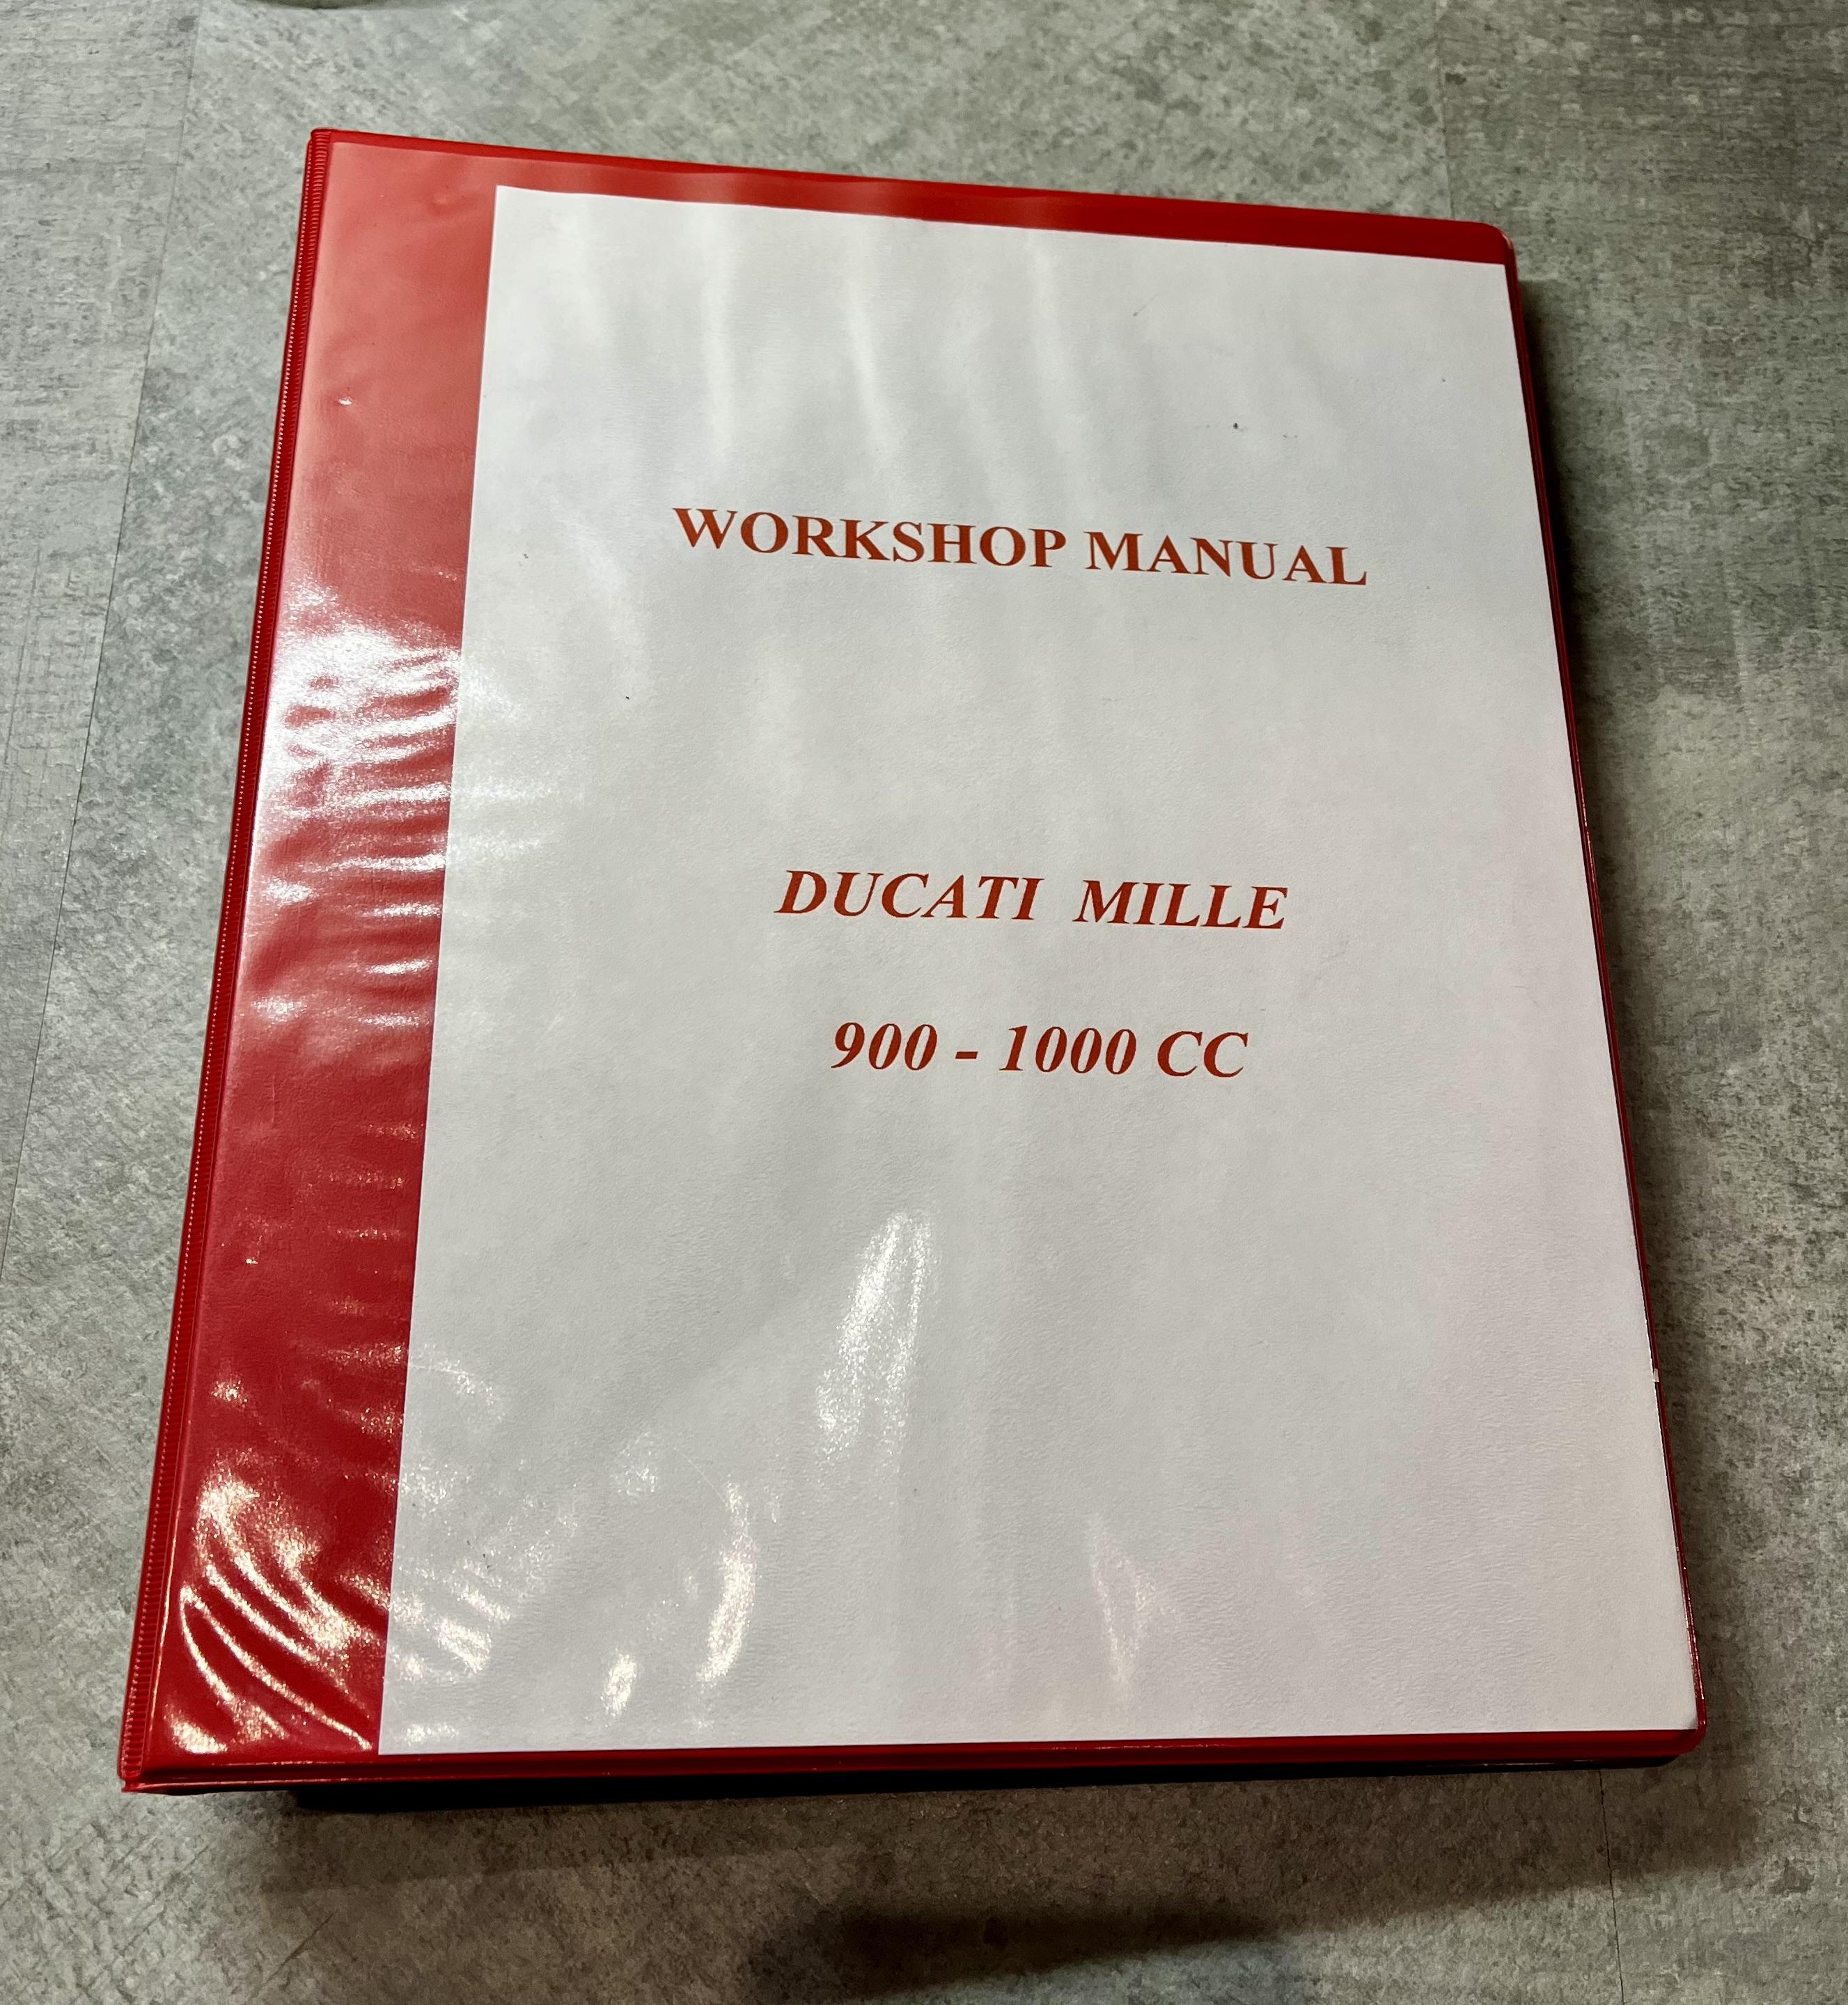 WORKSHOP MANUAL
DUCATI MILLE
900 - 1000 CC